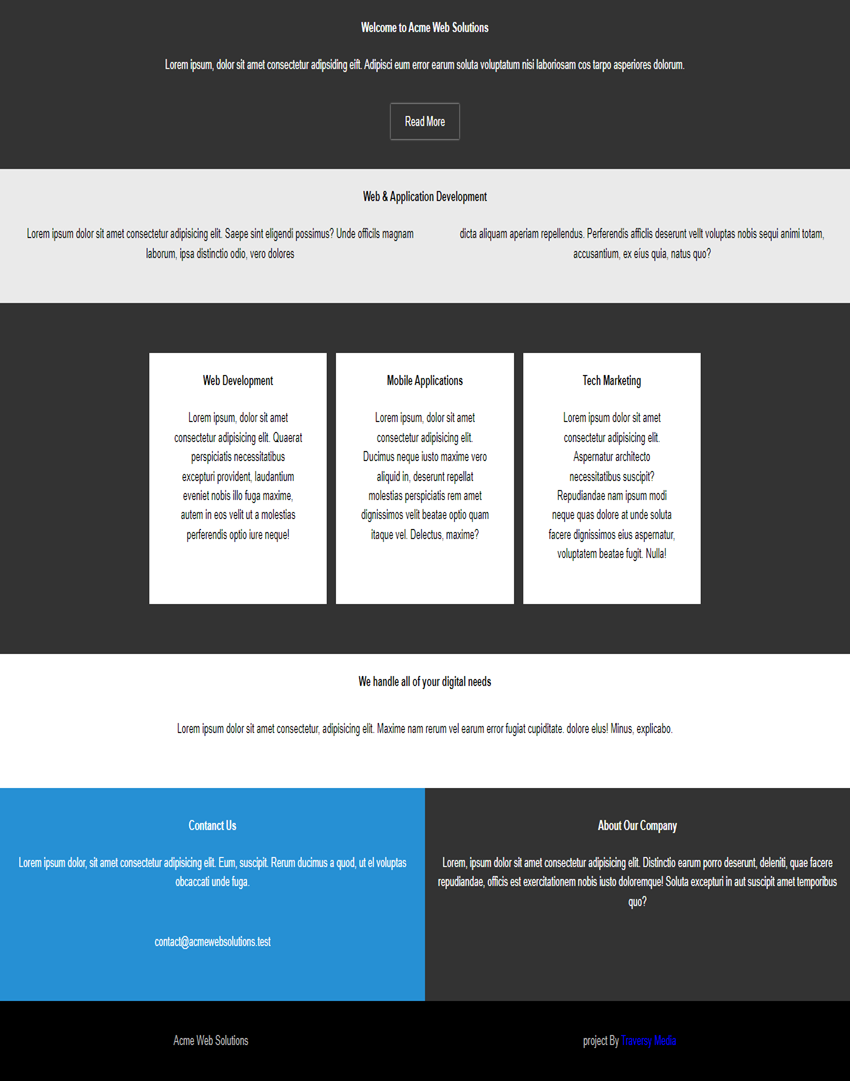 Welcome to Acme Web Solutions
Lorem ipsum, dolor sit amet consectetur adipsiding eift. Adipisci eum error earum soluta voluptatum nisi laboriosam cos tarpo asperiores dolorum.
Read More
Web & Application Development
Lorem ipsum dolor sit amet consectetur adipisicing elit. Saepe sint eligendi possimus? Unde officils magnam
laborum, ipsa distinctio odio, vero dolores
dicta aliquam aperiam repellendus. Perferendis afficlis deserunt vellt voluptas nobis sequi animi totam,
accusantium, ex eius quia, natus quo?
Web Development
Lorem ipsum, dolor sit amet
consectetur adipisicing elit. Quaerat
perspiciatis necessitatibus
excepturi provident, laudantium
eveniet nobis illo fuga maxime,
autem in eos velit ut a molestias
perferendis optio iure neque!
Mobile Applications
Lorem ipsum, dolor sit amet
consectetur adipisicing elit.
Ducimus neque iusto maxime vero
aliquid in, deserunt repellat
molestias perspiciatis rem amet
dignissimos velit beatae optio quam
itaque vel. Delectus, maxime?
Tech Marketing
Lorem ipsum dolor sit amet
consectetur adipisicing elit.
Aspernatur architecto
necessitatibus suscipit?
Repudiandae nam ipsum modi
neque quas dolore at unde soluta
facere dignissimos eius aspernatur,
voluptatem beatae fugit. Nulla!
We handle all of your digital needs
Lorem ipsum dolor sit amet consectetur, adipisicing elit. Maxime nam rerum vel earum error fugiat cupiditate. dolore elus! Minus, explicabo.
Contanct Us
Lorem ipsum dolor, sit amet consectetur adipisicing elit. Eum, suscipit. Rerum ducimus a quod, ut el voluptas
obcaccati unde fuga.
contact@acmewebsolutions.test
About Our Company
Lorem, ipsum dolor sit amet consectetur adipisicing elit. Distinctio earum porro deserunt, deleniti, quae facere
repudiandae, officis est exercitationem nobis iusto doloremque! Soluta excepturi in aut suscipit amet temporibus
quo?
Acme Web Solutions
project By Traversy Media